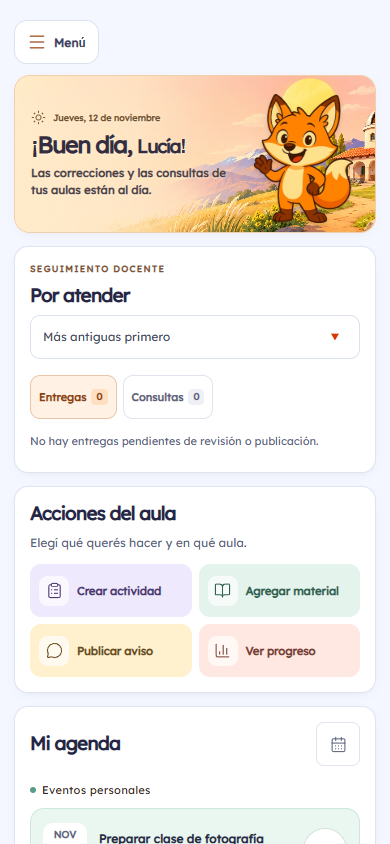 Menú
Jueves, 12 de noviembre
¡Buen día, Lucía!
Las correcciones y las consultas de
tus aulas están al día.
SEGUIMIENTO DOCENTE
Por atender
Más antiguas primero
Entregas 0
Consultas 0
No hay entregas pendientes de revisión o publicación.
Acciones del aula
Elegí qué querés hacer y en qué aula.
Crear actividad
Agregar material
Publicar aviso
Ver progreso
Mi agenda
Eventos personales
NOV
Preparar clase de fotografía